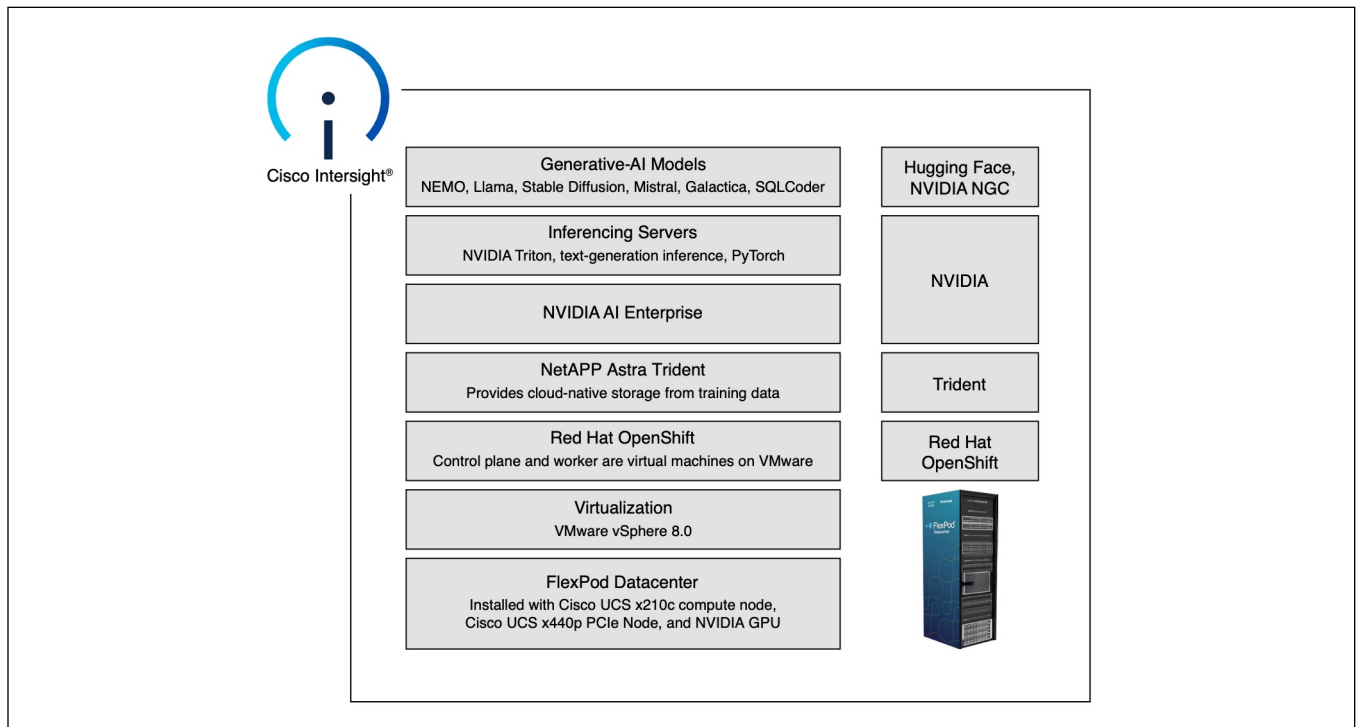 Cisco Intersight®
Generative-AI Models
NEMO, Llama, Stable Diffusion, Mistral, Galactica, SQLCoder
Hugging Face,
NVIDIA NGC
Inferencing Servers
NVIDIA Triton, text-generation inference, PyTorch
NVIDIA
NVIDIA AI Enterprise
NetAPP Astra Trident
Provides cloud-native storage from training data
Trident
Red Hat OpenShift
Control plane and worker are virtual machines on VMware
Red Hat
OpenShift
Virtualization
VMware vSphere 8.0
FlexPod Datacenter
Installed with Cisco UCS x210c compute node,
Cisco UCS x440p PCIe Node, and NVIDIA GPU
FlexPod
Datacenter